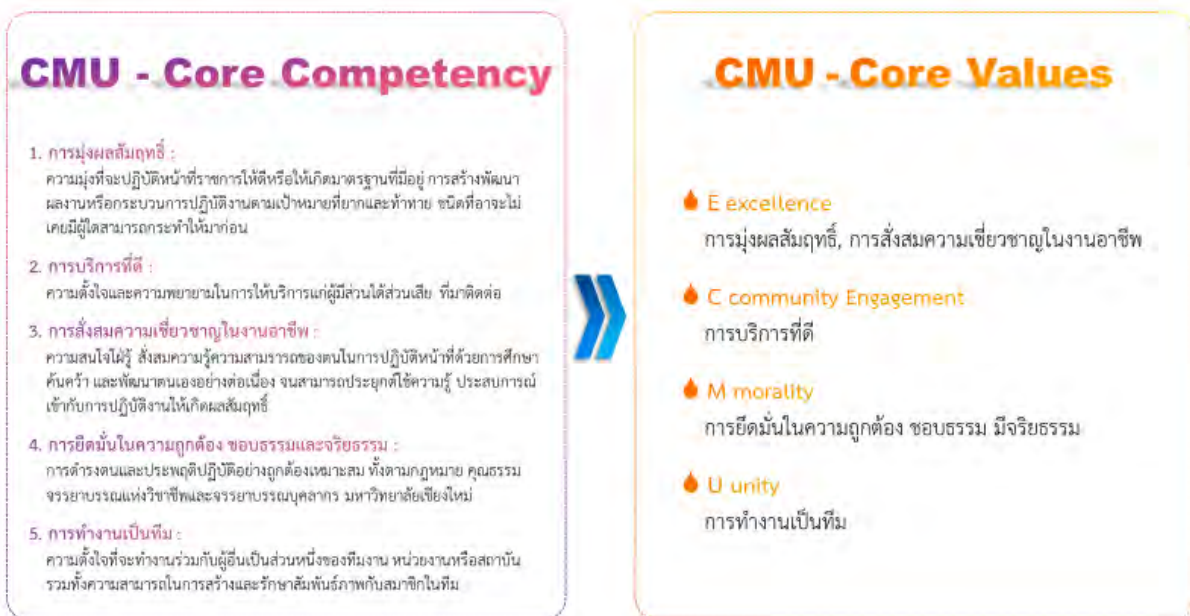 CMU - Core Competency
1. การมุ่งผลสัมฤทธิ์ :
ความมุ่งที่จะปฏิบัติหน้าที่ราชการให้ดีหรือให้เกิดมาตรฐานที่มีอยู่ การสร้างพัฒนา
ผลงานหรือกระบวนการปฏิบัติงานตามเป้าหมายที่ยากและท้าทาย ชนิดที่อาจจะไม่
เคยมีผู้ใดสามารถกระทำให้มาก่อน
2. การบริการที่ดี :
ความตั้งใจและความพยายามในการให้บริการแก่ผู้มีส่วนได้ส่วนเสีย ที่มาติดต่อ
3. การสั่งสมความเชี่ยวชาญในงานอาชีพ :
ความสนใจใฝ่รู้ สั่งสมความรู้ความสามารรถของตนในการปฏิบัติหน้าที่ด้วยการศึกษา
ค้นคว้า และพัฒนาตนเองอย่างต่อเนื่อง จนสามารถประยุกต์ใช้ความรู้ ประสบการณ์
เข้ากับการปฏิบัติงานให้เกิดผลสัมฤทธิ์
4. การยึดมั่นในความถูกต้อง ชอบธรรมและจริยธรรม :
การดำรงตนและประพฤติปฏิบัติอย่างถูกต้องเหมาะสม ทั้งตามกฎหมาย คุณธรรม
จรรยาบรรณแห่งวิชาชีพและจรรยาบรรณบุคลากร มหาวิทยาลัยเชียงใหม่
5. การทำงานเป็นทีม :
ความตั้งใจที่จะทำงานร่วมกับผู้อื่นเป็นส่วนหนึ่งของทีมงาน หน่วยงานหรือสถาบัน
รวมทั้งความสามารถในการสร้างและรักษาสัมพันธ์ภาพกับสมาชิกในทีม
CMU - Core Values
E excellence
การมุ่งผลสัมฤทธิ์, การสั่งสมความเชี่ยวชาญในงานอาชีพ
C community Engagement
การบริการที่ดี
M morality
การยึดมั่นในความถูกต้อง ชอบธรรม มีจริยธรรม
U unity
การทำงานเป็นทีม